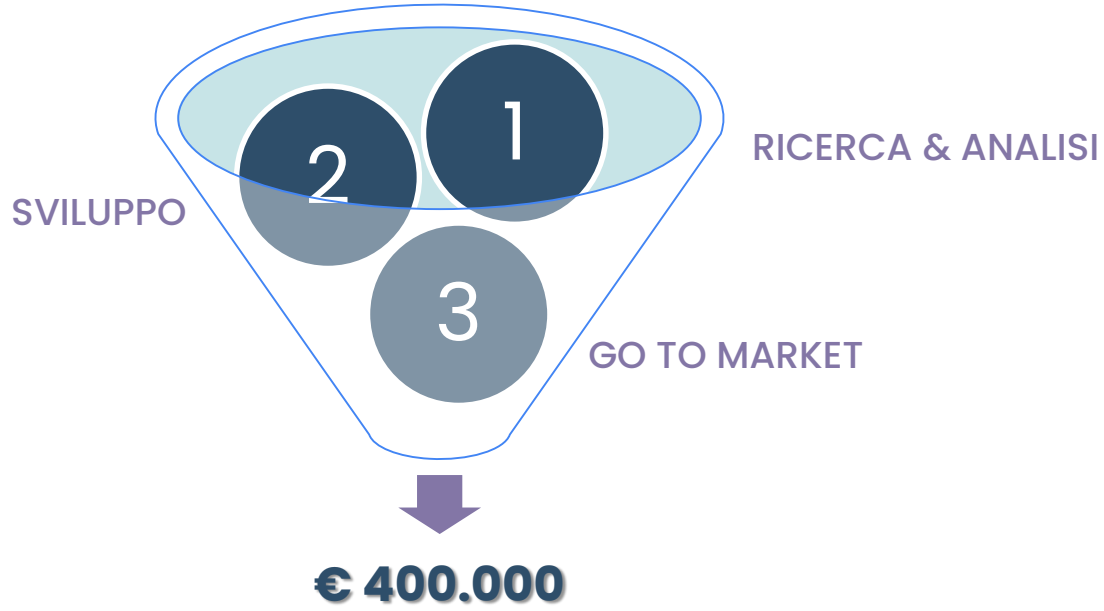 1
RICERCA & ANALISI
2
SVILUPPO
3
GO TO MARKET
€ 400.000